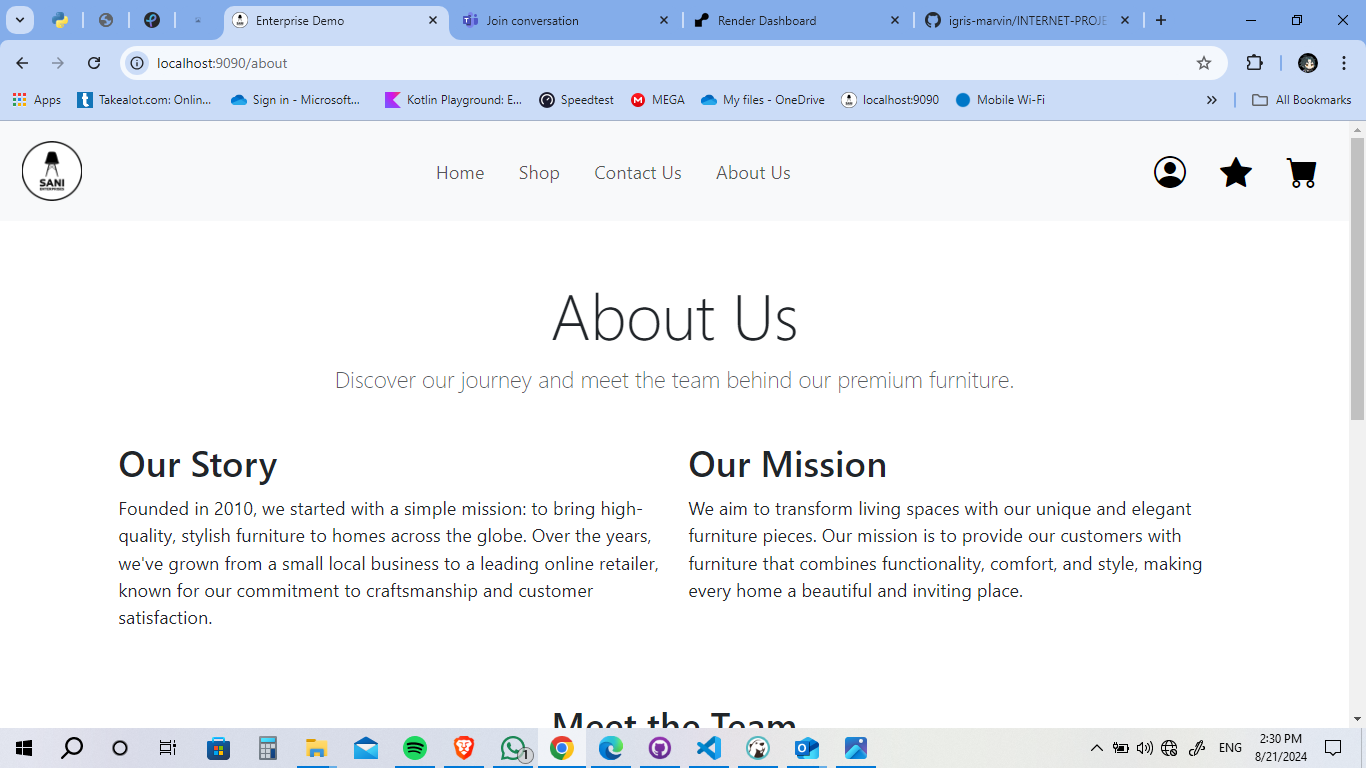 Enterprise Demo
Join conversation
Render Dashboard
igris-marvin/INTERNET-PROJE
localhost:9090/about
Apps
Takealot.com: Onlin...
Sign in - Microsoft...
Kotlin Playground: E...
Speedtest
MEGA
My files - OneDrive
localhost:9090
Mobile Wi-Fi
All Bookmarks
SANI
ENTERPRISES
Home
Shop
Contact Us
About Us
About Us
Discover our journey and meet the team behind our premium furniture.
Our Story
Founded in 2010, we started with a simple mission: to bring high-
quality, stylish furniture to homes across the globe. Over the years,
we've grown from a small local business to a leading online retailer,
known for our commitment to craftsmanship and customer
satisfaction.
Our Mission
We aim to transform living spaces with our unique and elegant
furniture pieces. Our mission is to provide our customers with
furniture that combines functionality, comfort, and style, making
every home a beautiful and inviting place.
Meet the Team
1
ENG
2:30 PM
8/21/2024